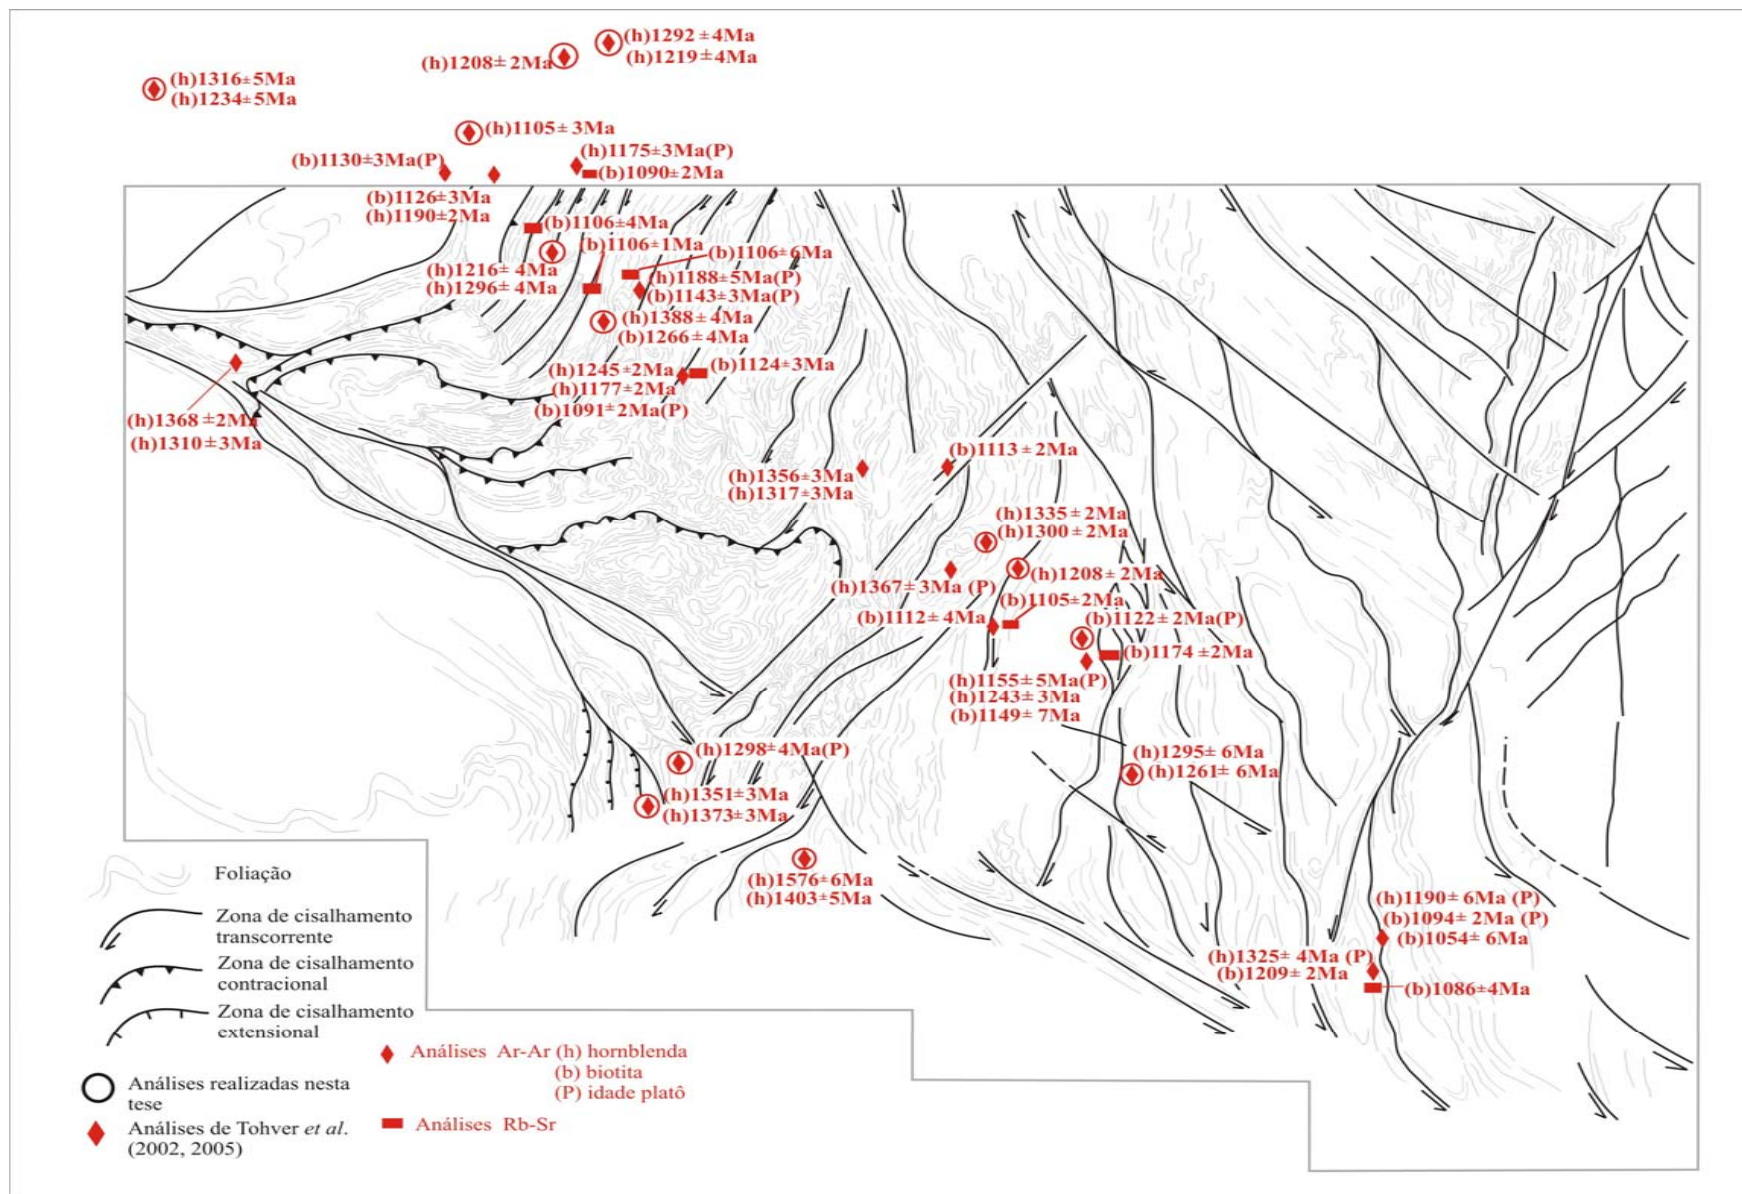 (h)1292 ±4Ma
(h)1208± 2Ma
(h)1219±4Ma
(h)1316±5Ma
(h)1234±5Ma
(h)1105± 3Ma
(b)1130±3Ma(P)
(h)1175±3Ma(P)
(b)1090±2Ma
(b)1126±3Ma
(h)1190±2Ma
(b)1106±4Ma
(b)1106±1Ma
(b)1106±6Ma
(h)1216± 4Ma
(h)1296±4Ma
(h)1188±5Ma(P)
(b)1143±3Ma(P)
(h)1388±4Ma
(b)1266±4Ma
(h)1245±2Ma
(h)1177±2Ma
(b)1091±2Ma(P)
(b)1124±3Ma
(h)1368 ±2Ma
(h)1310 ±3Ma
(b)1113 ±2Ma
(h)1356±3Ma
(h)1317±3Ma
(h)1335 ±2Ma
(h)1300 ±2Ma
(h)1208± 2Ma
(h)1367±3Ma (P)
(b)1105±2Ma
(b)1112±4Ma
(b)1122±2Ma(P)
(b)1174 ±2Ma
(h)1155±5Ma(P)
(h)1243±3Ma
(b)1149± 7Ma
(h)1298±4Ma(P)
(h)1295± 6Ma
(h)1261± 6Ma
(h)1351±3Ma
(h)1373±3Ma
(h)1576±6Ma
(h)1403±5Ma
(h)1190±6Ma (P)
(b)1094±2Ma (P)
(b)1054±6Ma
(h)1325±4Ma (P)
(b)1209±2Ma
(b)1086±4Ma
Foliação
Zona de cisalhamento
transcorrente
Zona de cisalhamento
contracional
Zona de cisalhamento
extensional
Análises realizadas nesta
tese
Análises de Tohver et al.
(2002, 2005)
Análises Ar-Ar (h) hornblenda
(b) biotita
(P) idade platô
Análises Rb-Sr